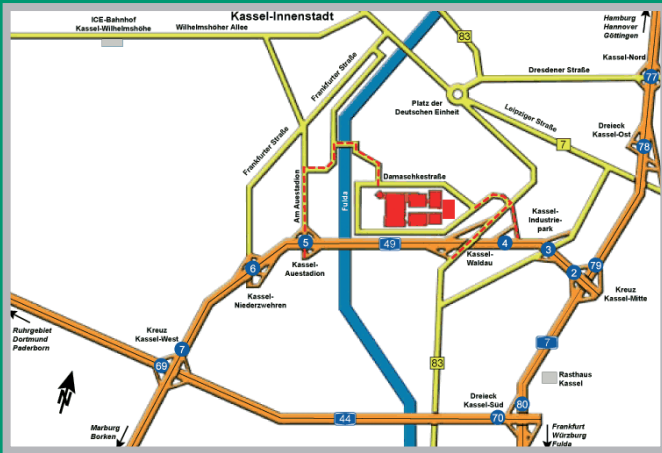 ICE-Bahnhof
Kassel-Wilhelmshöhe
Wilhelmshöher Allee
Kassel-Innenstadt
83
Hamburg
Hannover
Göttingen
Kassel-Nord
77
Dresdener Straße
Frankfurter Straße
Platz der
Deutschen Einheit
Leipziger Straße
7
Dreieck
Kassel-Ost
78
Frankfurter Straße
Am Auestadion
Fulda
Damaschkestraße
Kassel-
Industrie-
park
5
49
4
3
Kassel-
Auestadion
Kassel-
Waldau
6
2
79
Kassel-
Niederzwehren
Kreuz
Kassel-Mitte
Ruhrgebiet
Dortmund
Paderborn
Kreuz
Kassel-West
7
69
7
83
Rasthaus
Kassel
Dreieck
Kassel-Süd
80
70
44
Marburg
Borken
Frankfurt
Würzburg
Fulda